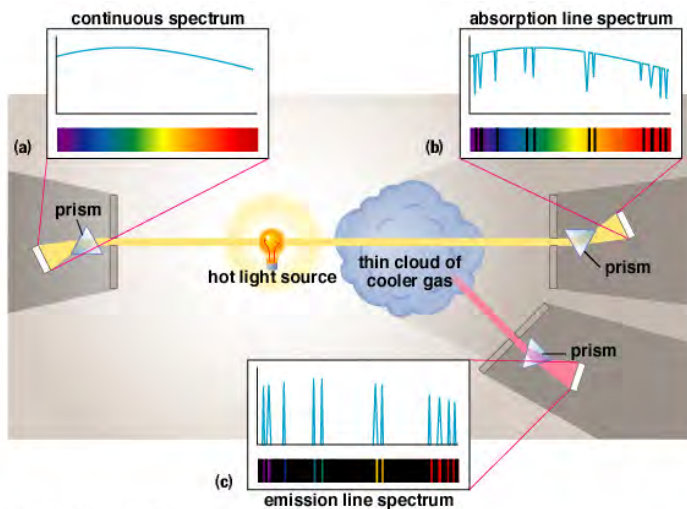 continuous spectrum
absorption line spectrum
(a)
(b)
prism
hot light source
thin cloud of
cooler gas
prism
prism
(c)
emission line spectrum